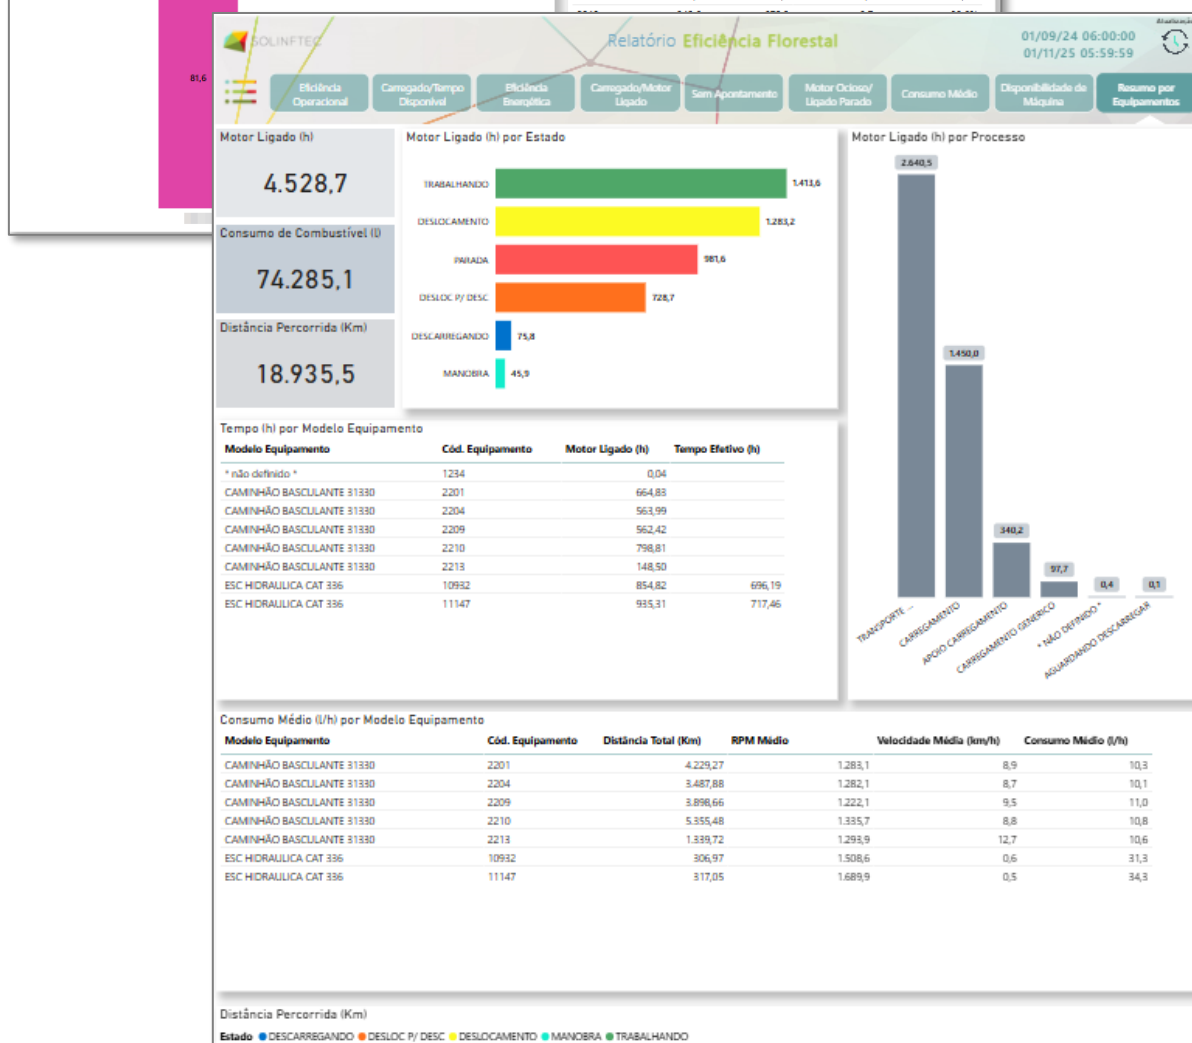 81,6
SOLINFTEC
Relatório Eficiência Florestal
01/09/24 06:00:00
01/11/25 05:59:59
Atualização
Eficiência Operacional
Carregado/Tempo Disponível
Eficiência Energética
Carregado/Motor Ligado
Sem Apontamento
Motor Ocioso/ Ligado Parado
Consumo Médio
Disponibilidade de Máquina
Resumo por Equipamentos
Motor Ligado (h)
4.528,7
Consumo de Combustível (l)
74.285,1
Distância Percorrida (Km)
18.935,5
Motor Ligado (h) por Estado
TRABALHANDO 1.413,6
DESLOCAMENTO 1.283,2
PARADA 981,6
DESLOC P/ DESC 728,7
DESCARREGANDO 75,8
MANOBRA 45,9
Motor Ligado (h) por Processo
2.640,5
1.450,0
340,2
97,7
0,4
0,1
TRANSPORTE ...
CARREGAMENTO
APOIO CARREGAMENTO
CARREGAMENTO GENERICO
* NÃO DEFINIDO *
AGUARDANDO DESCARREGAR
Tempo (h) por Modelo Equipamento
Modelo Equipamento Cód. Equipamento Motor Ligado (h) Tempo Efetivo (h)
* não definido * 1234 0,04
CAMINHÃO BASCULANTE 31330 2201 664,83
CAMINHÃO BASCULANTE 31330 2204 563,99
CAMINHÃO BASCULANTE 31330 2209 562,42
CAMINHÃO BASCULANTE 31330 2210 798,81
CAMINHÃO BASCULANTE 31330 2213 148,50
ESC HIDRAULICA CAT 336 10932 854,82 696,19
ESC HIDRAULICA CAT 336 11147 935,31 717,46
Consumo Médio (l/h) por Modelo Equipamento
Modelo Equipamento Cód. Equipamento Distância Total (Km) RPM Médio Velocidade Média (km/h) Consumo Médio (l/h)
CAMINHÃO BASCULANTE 31330 2201 4.229,27 1.283,1 8,9 10,3
CAMINHÃO BASCULANTE 31330 2204 3.487,88 1.282,1 8,7 10,1
CAMINHÃO BASCULANTE 31330 2209 3.898,66 1.222,1 9,5 11,0
CAMINHÃO BASCULANTE 31330 2210 5.355,48 1.335,7 8,8 10,8
CAMINHÃO BASCULANTE 31330 2213 1.339,72 1.293,9 12,7 10,6
ESC HIDRAULICA CAT 336 10932 306,97 1.508,6 0,6 31,3
ESC HIDRAULICA CAT 336 11147 317,05 1.689,9 0,5 34,3
Distância Percorrida (Km)
Estado DESCARREGANDO DESLOC P/ DESC DESLOCAMENTO MANOBRA TRABALHANDO